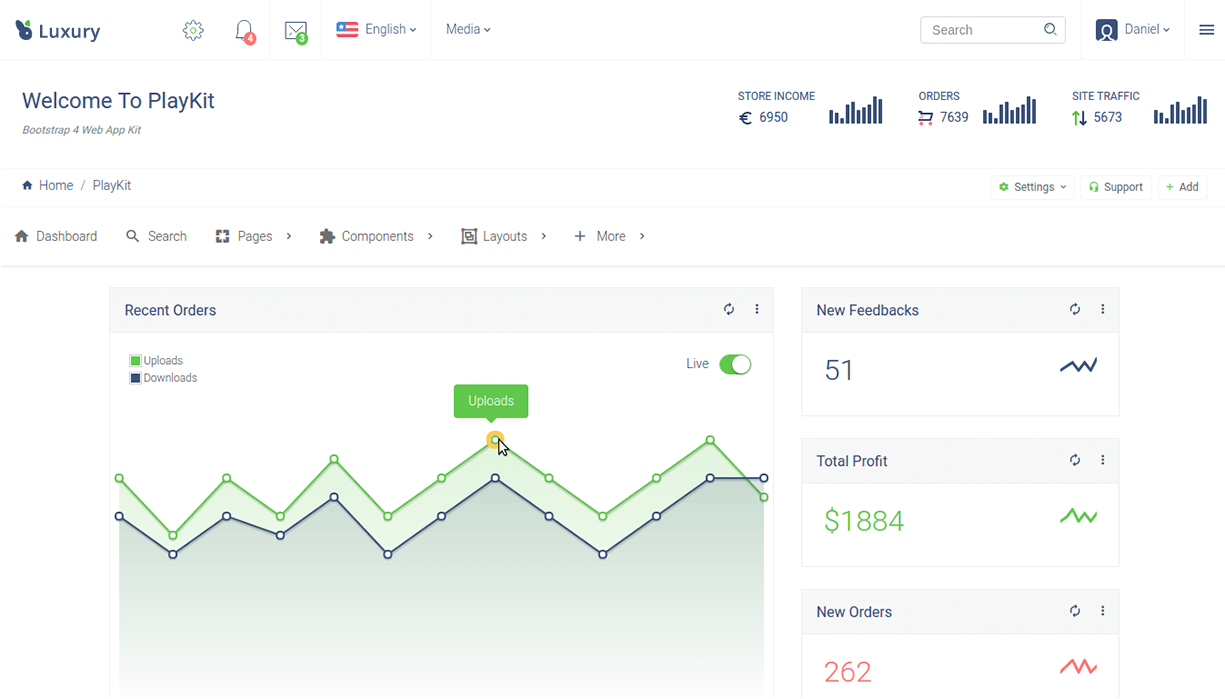 Luxury
4
3
English
Media
Search
Daniel
Welcome To PlayKit
Bootstrap 4 Web App Kit
STORE INCOME
€ 6950
ORDERS
7639
SITE TRAFFIC
5673
Home / PlayKit
Settings
Support
+ Add
Dashboard
Search
Pages
Components
Layouts
+ More
Recent Orders
Uploads
Downloads
Live
Uploads
New Feedbacks
51
Total Profit
$1884
New Orders
262